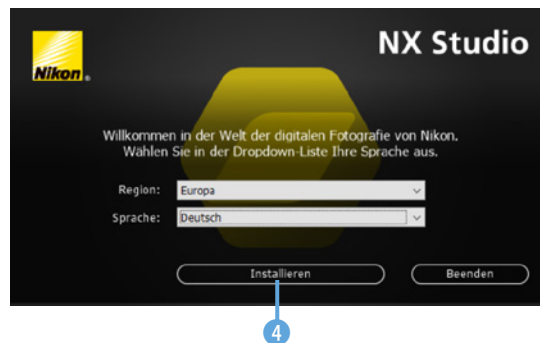 NX Studio
Nikon®
Willkommen in der Welt der digitalen Fotografie von Nikon.
Wählen Sie in der Dropdown-Liste Ihre Sprache aus.
Region: Europa
Sprache: Deutsch
Installieren Beenden
4